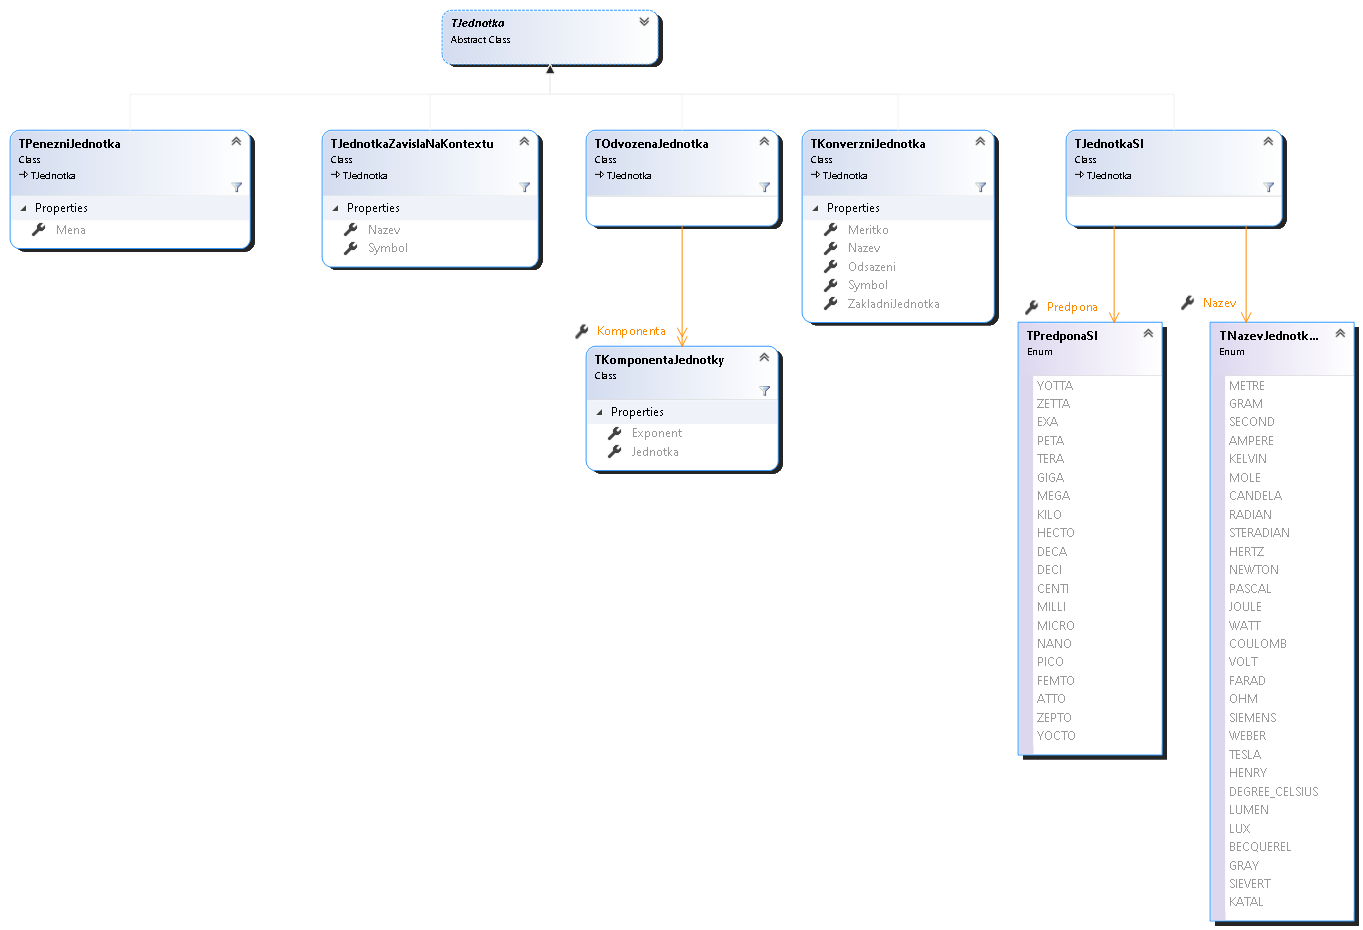 TJednotka
Abstract Class
TPenezniJednotka
Class
TJednotka
Properties
Mena
TJednotkaZavislaNaKontextu
Class
TJednotka
Properties
Nazev
Symbol
TOdvozenaJednotka
Class
TJednotka
Komponenta
TKomponentaJednotky
Class
Properties
Exponent
Jednotka
TKonverzniJednotka
Class
TJednotka
Properties
Meritko
Nazev
Odsazeni
Symbol
ZakladniJednotka
TJednotkaSI
Class
TJednotka
Predpona
TPredponaSI
Enum
YOTTA
ZETTA
EXA
PETA
TERA
GIGA
MEGA
KILO
HECTO
DECA
DECI
CENTI
MILLI
MICRO
NANO
PICO
FEMTO
ATTO
ZEPTO
YOCTO
Nazev
TNazevJednotk...
Enum
METRE
GRAM
SECOND
AMPERE
KELVIN
MOLE
CANDELA
RADIAN
STERADIAN
HERTZ
NEWTON
PASCAL
JOULE
WATT
COULOMB
VOLT
FARAD
OHM
SIEMENS
WEBER
TESLA
HENRY
DEGREE_CELSIUS
LUMEN
LUX
BECQUEREL
GRAY
SIEVERT
KATAL